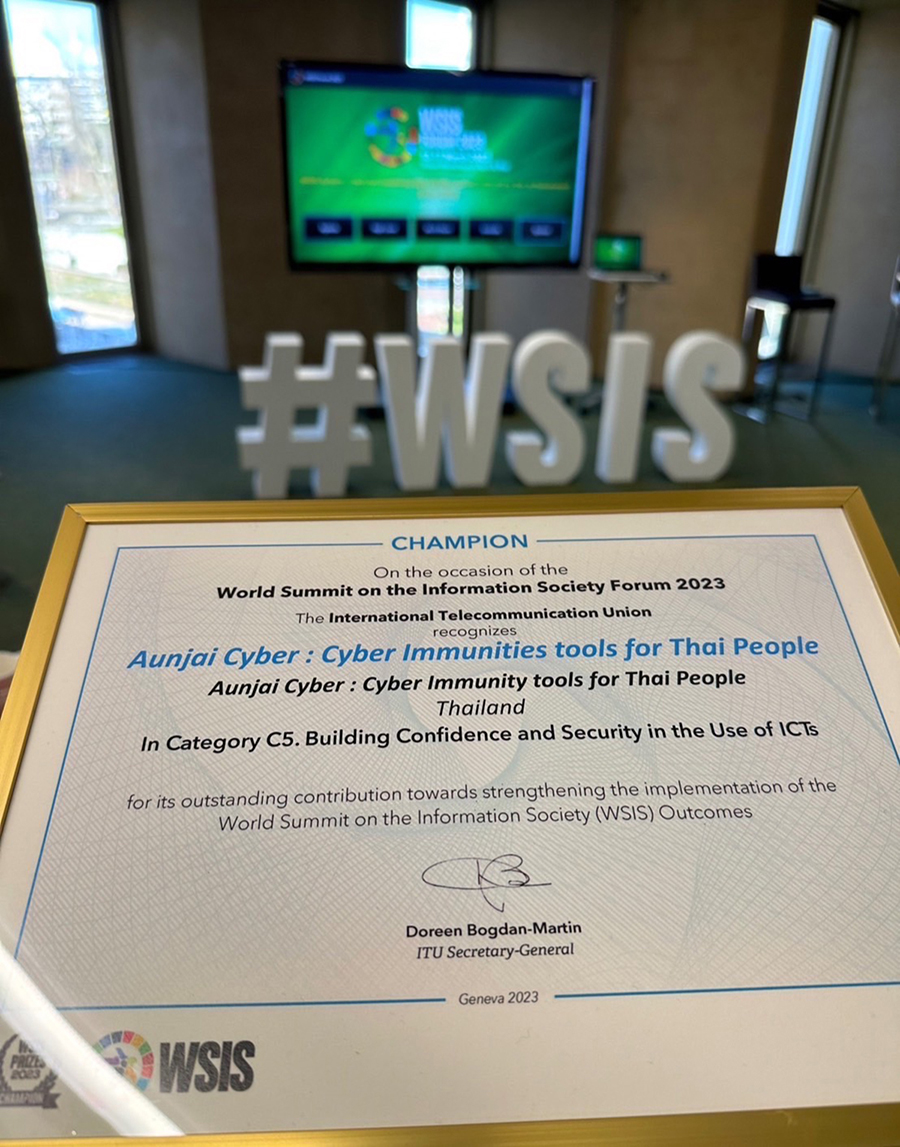 WSIS
#WSIS
CHAMPION
On the occasion of the
World Summit on the Information Society Forum 2023
The International Telecommunication Union
recognizes
Aunjai Cyber : Cyber Immunities tools for Thai People
Aunjai Cyber : Cyber Immunity tools for Thai People
Thailand
In Category C5. Building Confidence and Security in the Use of ICTs
for its outstanding contribution towards strengthening the implementation of the
World Summit on the Information Society (WSIS) Outcomes
Doreen Bogdan-Martin
ITU Secretary-General
Geneva 2023
PRIZES
2023
CHAMPION
WSIS